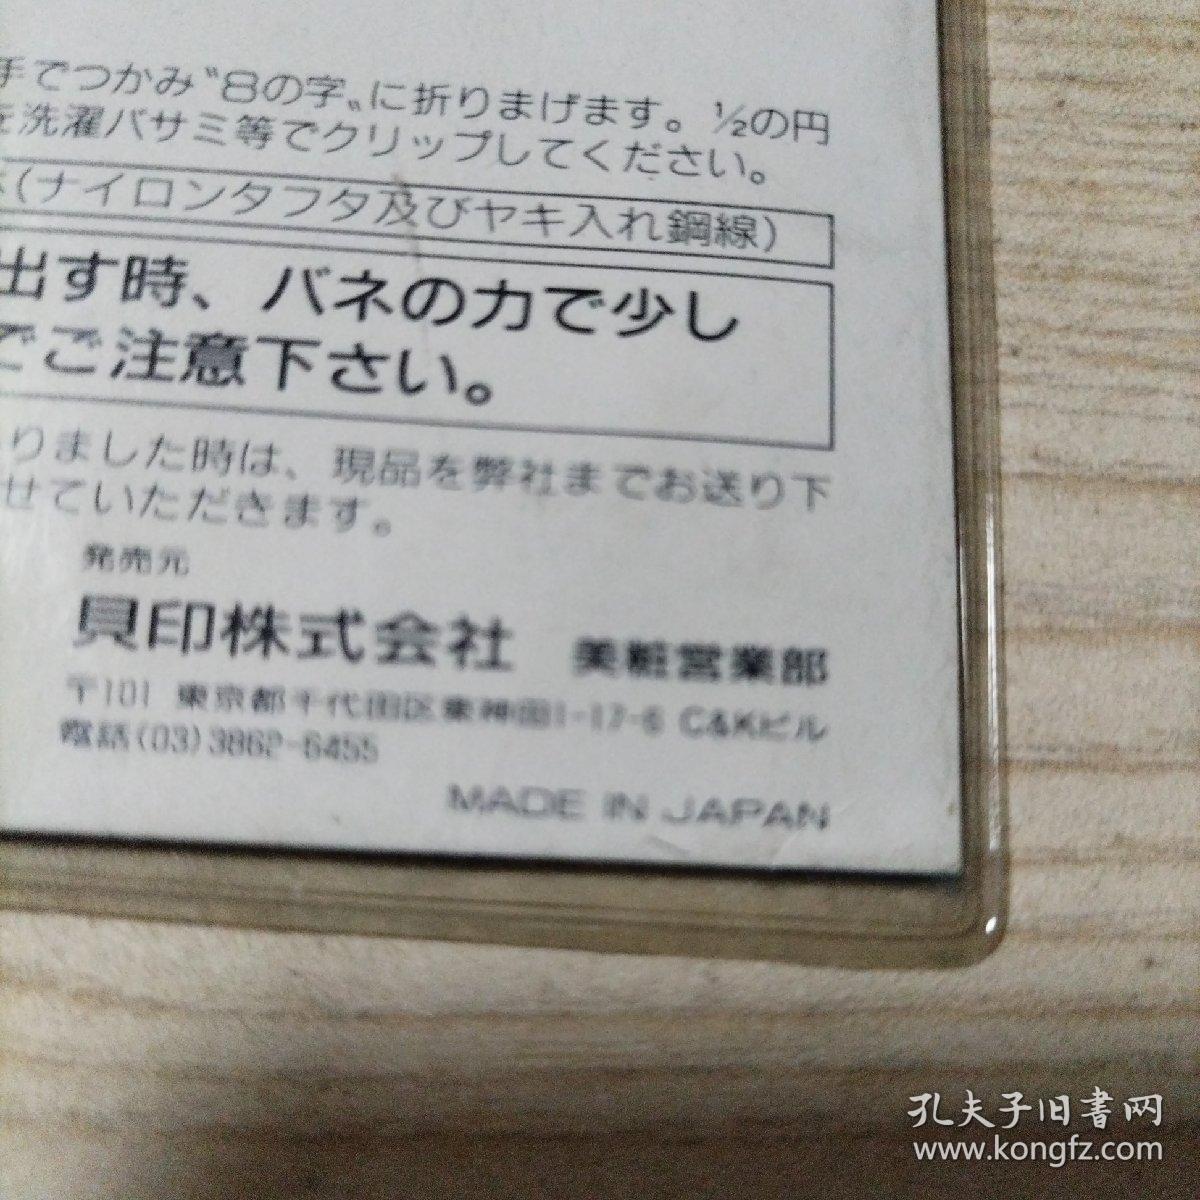 手でつかみ〝8の字〟に折りまげます。½の円
を洗濯バサミ等でクリップしてください。
(ナイロンタフタ及びヤキ入れ鋼線)
出す時、バネの力で少し
でご注意下さい。
りました時は、現品を弊社までお送り下
せていただきます。
発売元
貝印株式会社 美粧営業部
〒101 東京都千代田区東神田1-17-6 C&Kビル
電話(03)3862-6455
MADE IN JAPAN
孔夫子旧书网
www.kongfz.com